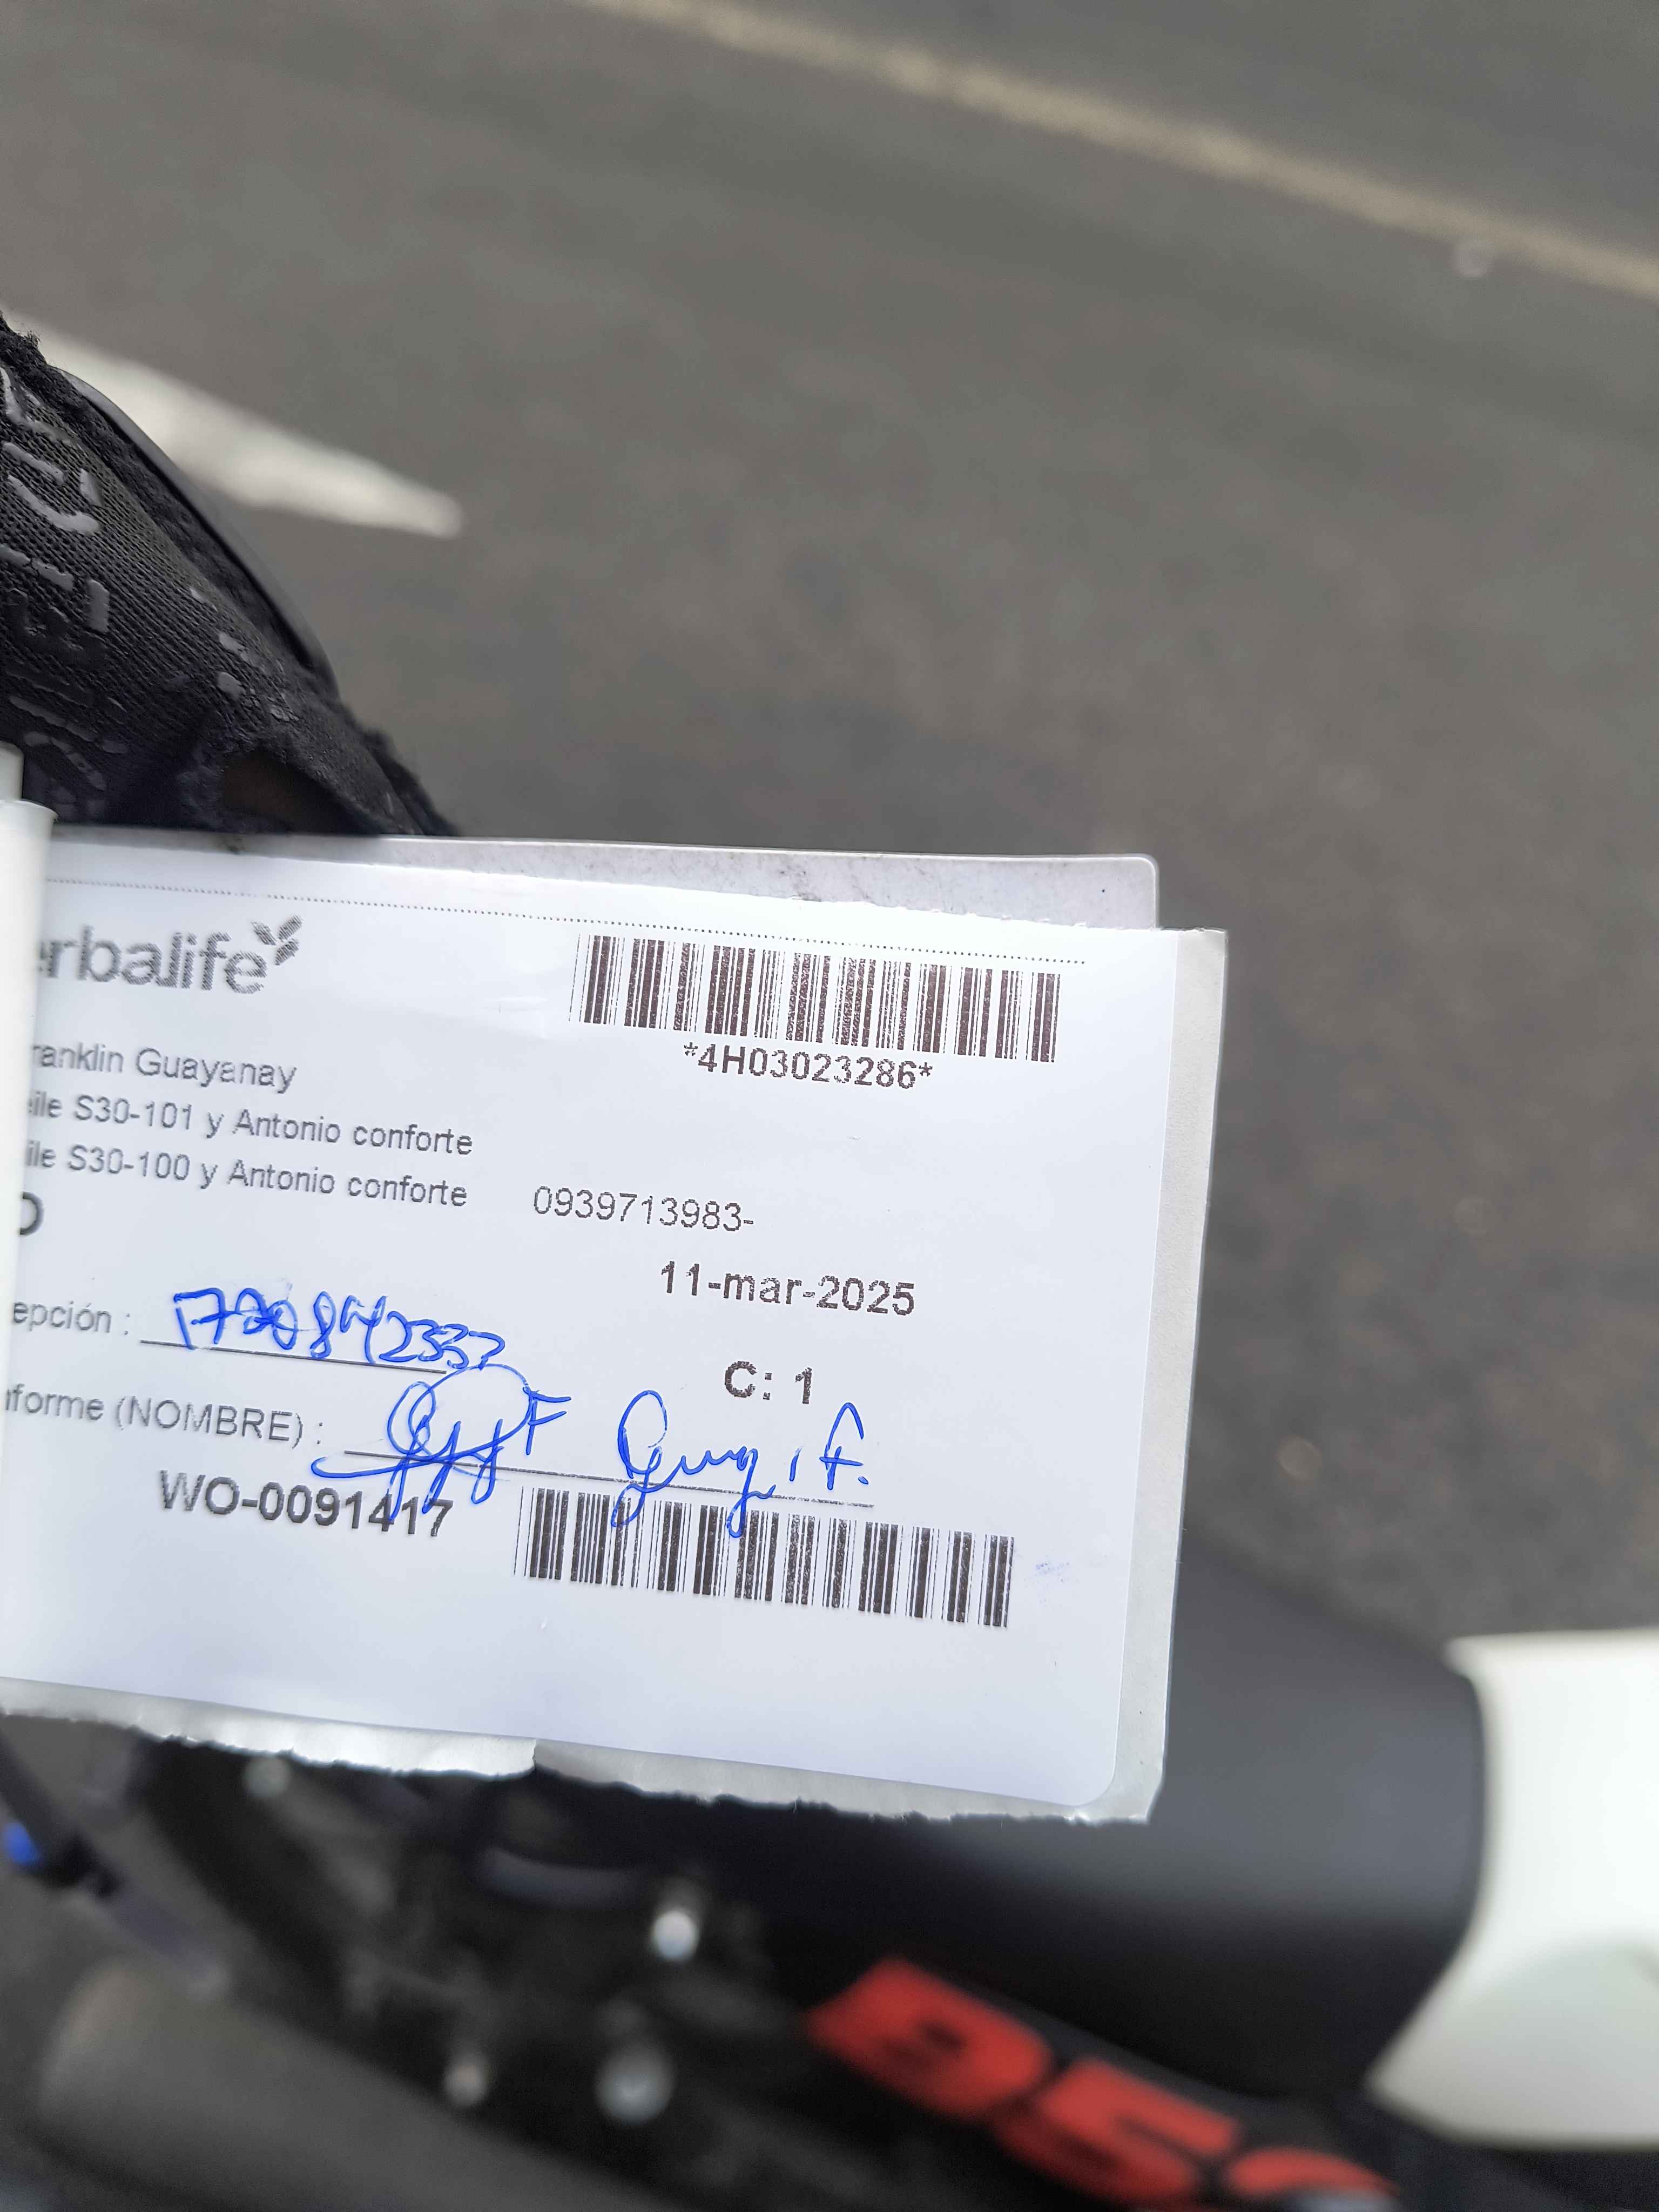 erbalife
ranklin Guayanay
*4H03023286*
eile S30-101 y Antonio conforte
ile S30-100 y Antonio conforte
0939713983-
O
11-mar-2025
epción :
C: 1
nforme (NOMBRE) :
WO-0091417